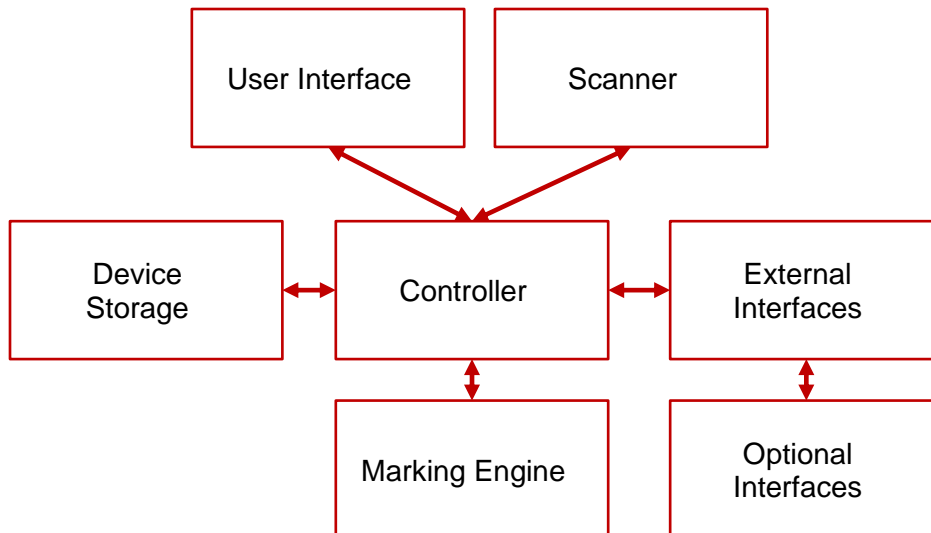 User Interface
Scanner
Device
Storage
Controller
External
Interfaces
Marking Engine
Optional
Interfaces